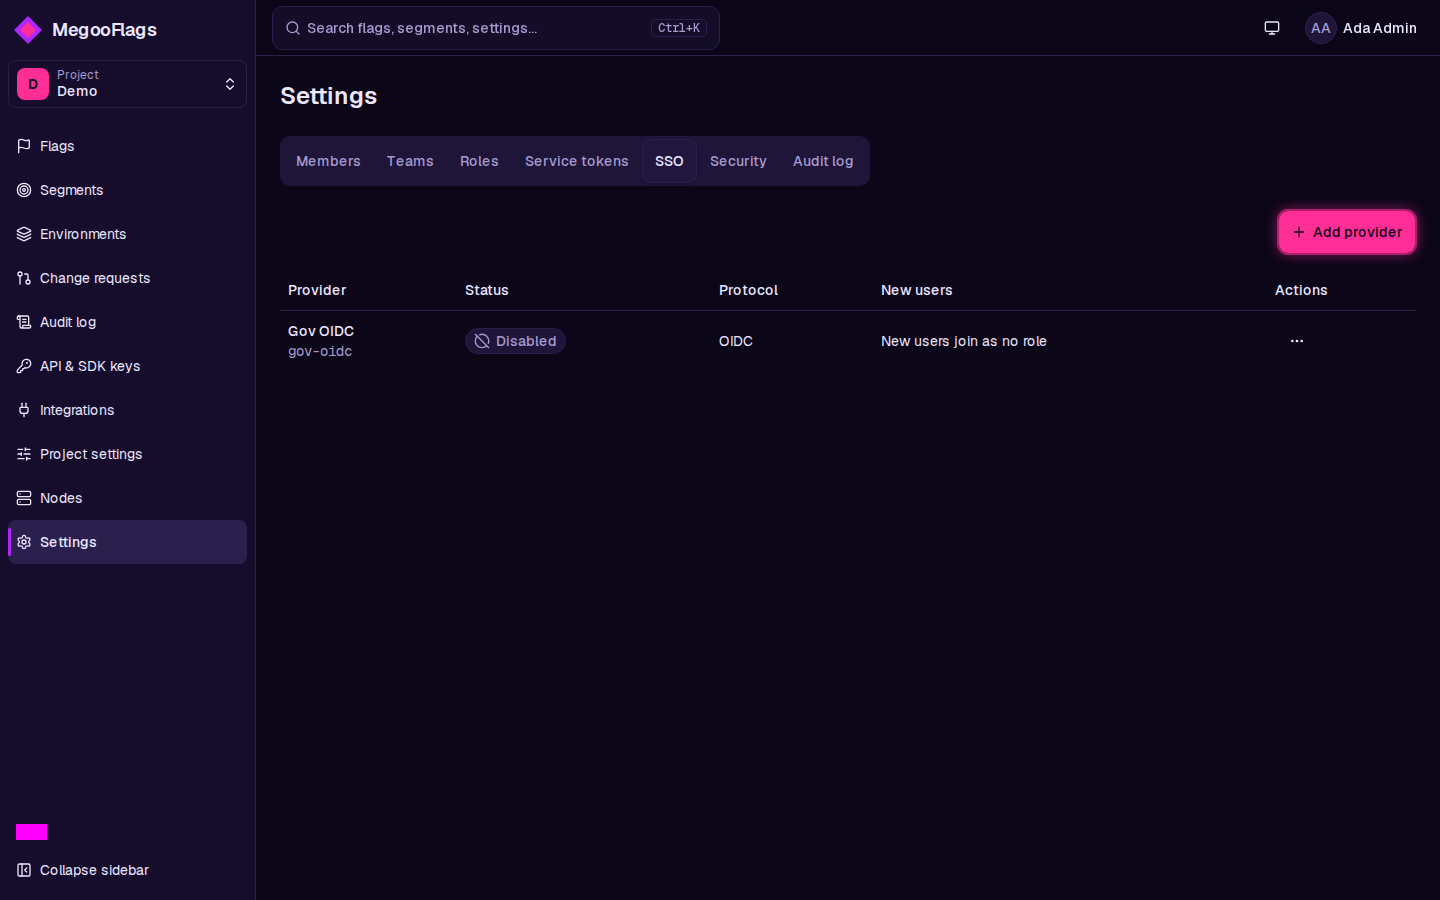 MegooFlags
Search flags, segments, settings...
Ctrl+K
AA
Ada Admin
D
Project
Demo
Flags
Segments
Environments
Change requests
Audit log
API & SDK keys
Integrations
Project settings
Nodes
Settings
Collapse sidebar
Settings
Members
Teams
Roles
Service tokens
SSO
Security
Audit log
Add provider
Provider
Status
Protocol
New users
Actions
Gov OIDC
gov-oidc
Disabled
OIDC
New users join as no role